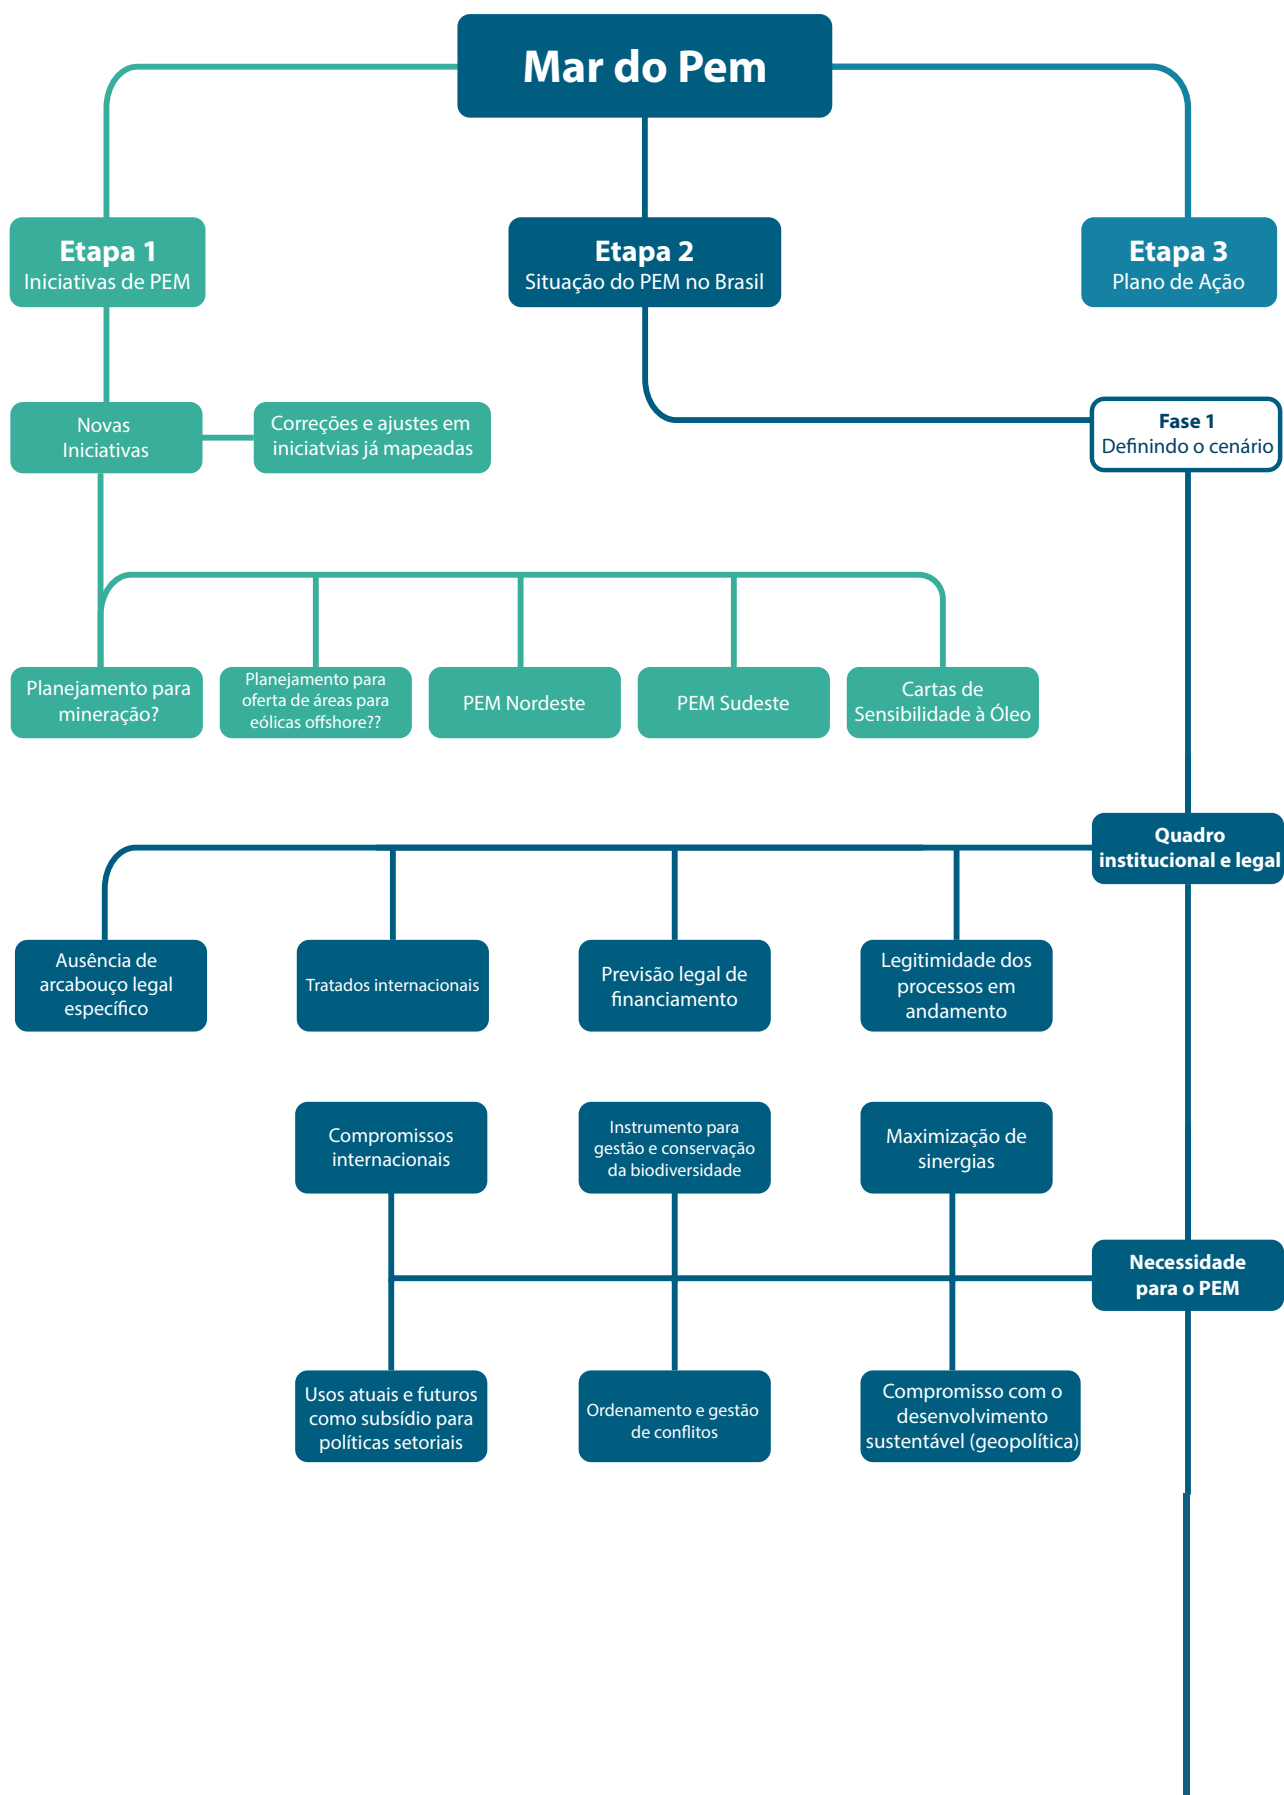 Mar do Pem
Etapa 1
Iniciativas de PEM
Etapa 2
Situação do PEM no Brasil
Etapa 3
Plano de Ação
Novas
Iniciativas
Correções e ajustes em
iniciatvias já mapeadas
Fase 1
Definindo o cenário
Planejamento para
mineração?
Planejamento para
oferta de áreas para
eólicas offshore??
PEM Nordeste
PEM Sudeste
Cartas de
Sensibilidade à Óleo
Quadro
institucional e legal
Ausência de
arcabouço legal
específico
Tratados internacionais
Previsão legal de
financiamento
Legitimidade dos
processos em
andamento
Compromissos
internacionais
Instrumento para
gestão e conservação
da biodiversidade
Maximização de
sinergias
Necessidade
para o PEM
Usos atuais e futuros
como subsídio para
políticas setoriais
Ordenamento e gestão
de conflitos
Compromisso com o
desenvolvimento
sustentável (geopolítica)